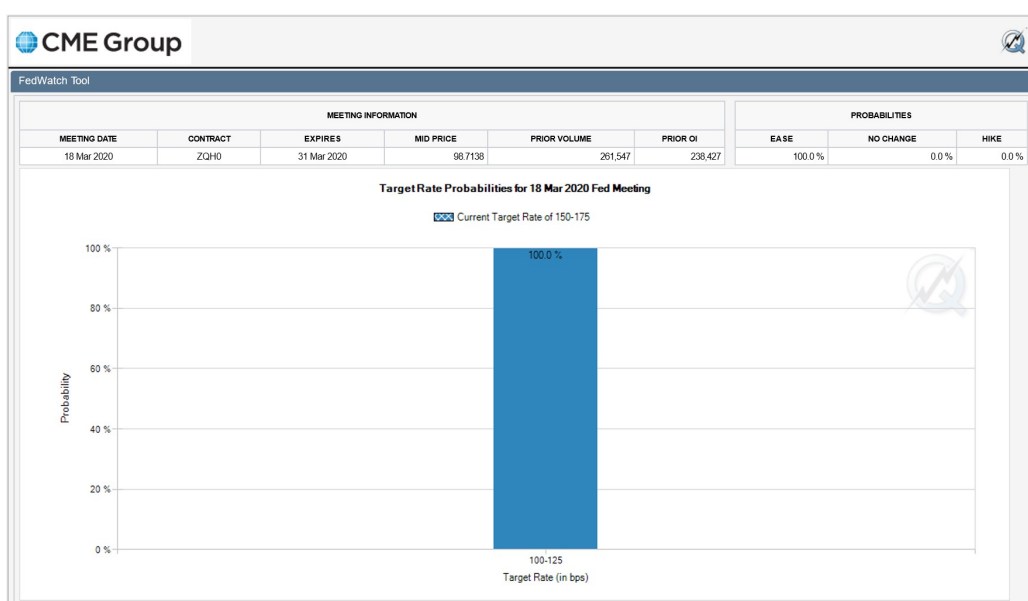 CME Group
FedWatch Tool
MEETING INFORMATION PROBABILITIES
MEETING DATE CONTRACT EXPIRES MID PRICE PRIOR VOLUME PRIOR OI EASE NO CHANGE HIKE
18 Mar 2020 ZQH0 31 Mar 2020 98.7138 261,547 238,427 100.0 % 0.0 % 0.0 %
Target Rate Probabilities for 18 Mar 2020 Fed Meeting
Current Target Rate of 150-175
100 %
100.0 %
80 %
60 %
Probability
40 %
20 %
0 %
100-125
Target Rate (in bps)